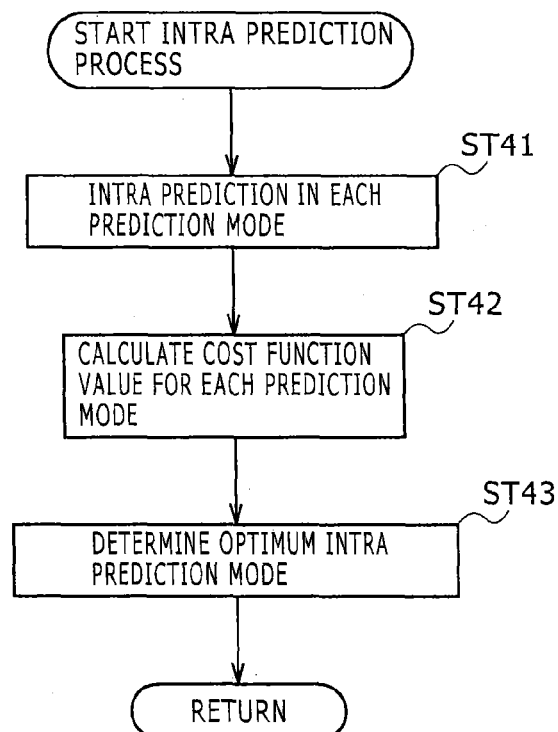 START INTRA PREDICTION
PROCESS
ST41
INTRA PREDICTION IN EACH
PREDICTION MODE
ST42
CALCULATE COST FUNCTION
VALUE FOR EACH PREDICTION
MODE
ST43
DETERMINE OPTIMUM INTRA
PREDICTION MODE
RETURN